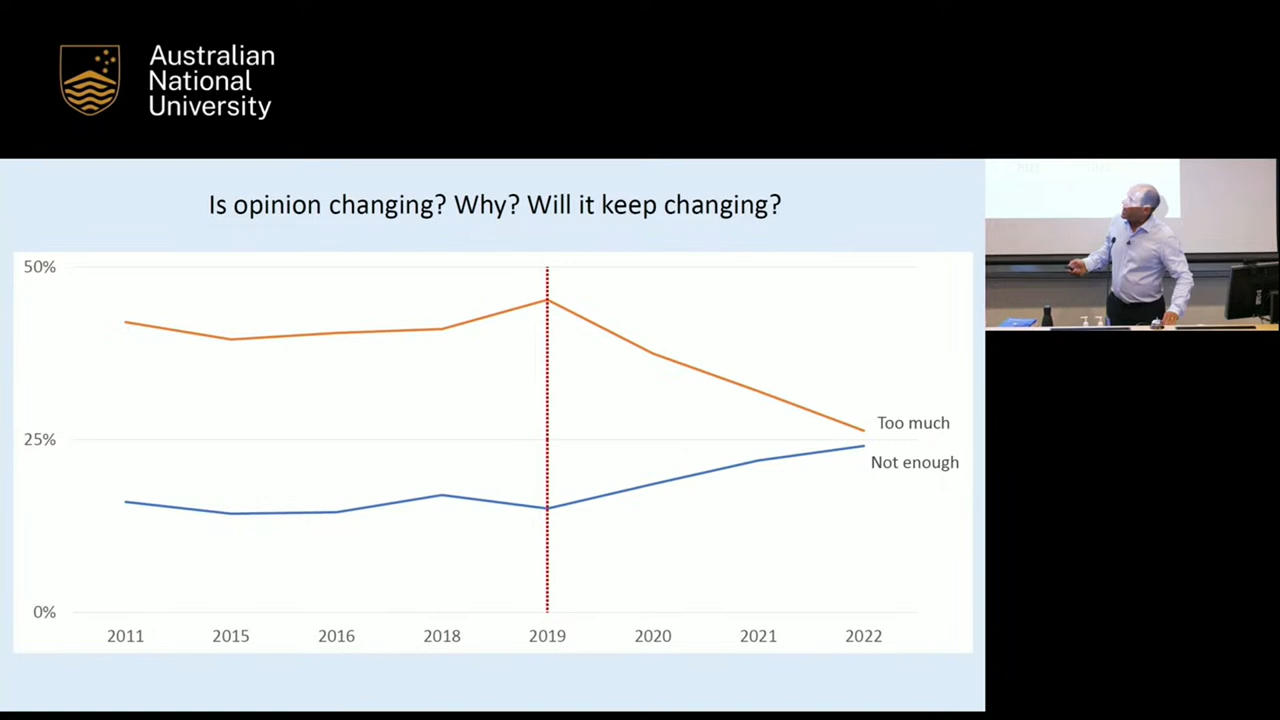 Australian
National
University
Is opinion changing? Why? Will it keep changing?
50%
25%
0%
Too much
Not enough
2011 2015 2016 2018 2019 2020 2021 2022